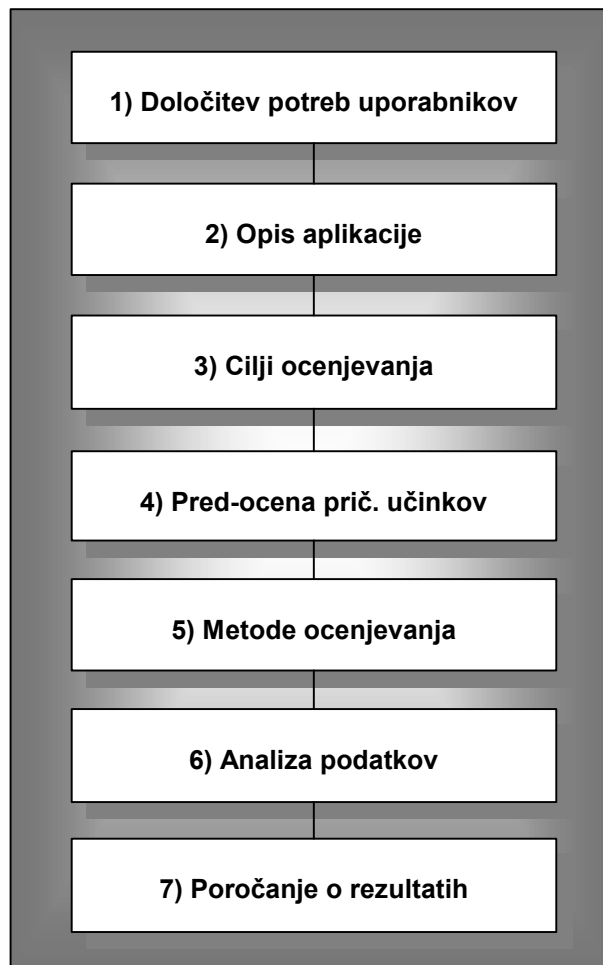 1) Določitev potreb uporabnikov
2) Opis aplikacije
3) Cilji ocenjevanja
4) Pred-ocena prič. učinkov
5) Metode ocenjevanja
6) Analiza podatkov
7) Poročanje o rezultatih